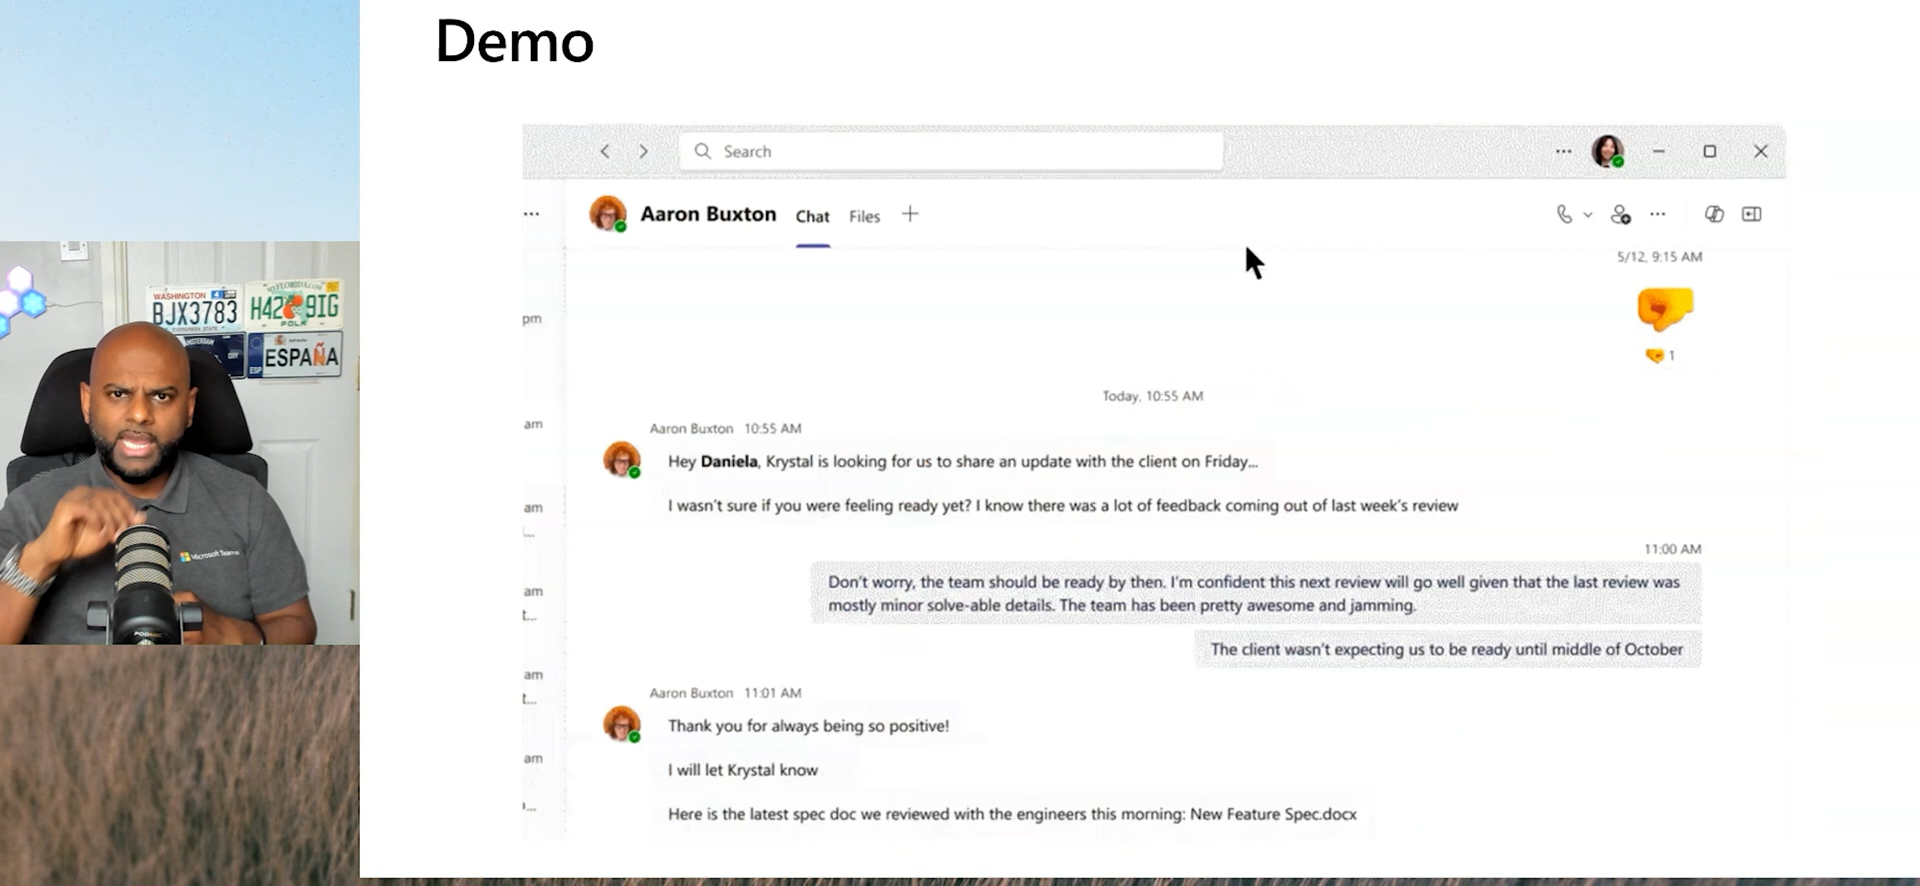 Demo
Search
Aaron Buxton Chat Files
5/12, 9:15 AM
pm
1
Today, 10:55 AM
am
Aaron Buxton 10:55 AM
Hey Daniela, Krystal is looking for us to share an update with the client on Friday...
am
I wasn't sure if you were feeling ready yet? I know there was a lot of feedback coming out of last week's review
11:00 AM
am
Don't worry, the team should be ready by then. I'm confident this next review will go well given that the last review was
mostly minor solve-able details. The team has been pretty awesome and jamming.
t...
The client wasn't expecting us to be ready until middle of October
am
t...
Aaron Buxton 11:01 AM
Thank you for always being so positive!
am
I will let Krystal know
Here is the latest spec doc we reviewed with the engineers this morning: New Feature Spec.docx
WASHINGTON
BJX3783
EVERGREEN STATE
MYFLORIDA.COM
H42 9IG
POLK
AMSTERDAM
ESP
ESPAÑA
Microsoft Teams
PODMIC